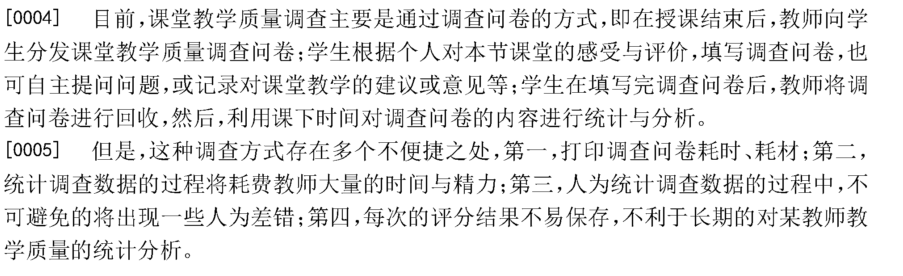 [0004] 目前,课堂教学质量调查主要是通过调查问卷的方式,即在授课结束后,教师向学
生分发课堂教学质量调查问卷;学生根据个人对本节课堂的感受与评价,填写调查问卷,也
可自主提问问题,或记录对课堂教学的建议或意见等;学生在填写完调查问卷后,教师将调
查问卷进行回收,然后,利用课下时间对调查问卷的内容进行统计与分析。
[0005] 但是,这种调查方式存在多个不便捷之处,第一,打印调查问卷耗时、耗材;第二,
统计调查数据的过程将耗费教师大量的时间与精力;第三,人为统计调查数据的过程中,不
可避免的将出现一些人为差错;第四,每次的评分结果不易保存,不利于长期的对某教师教
学质量的统计分析。